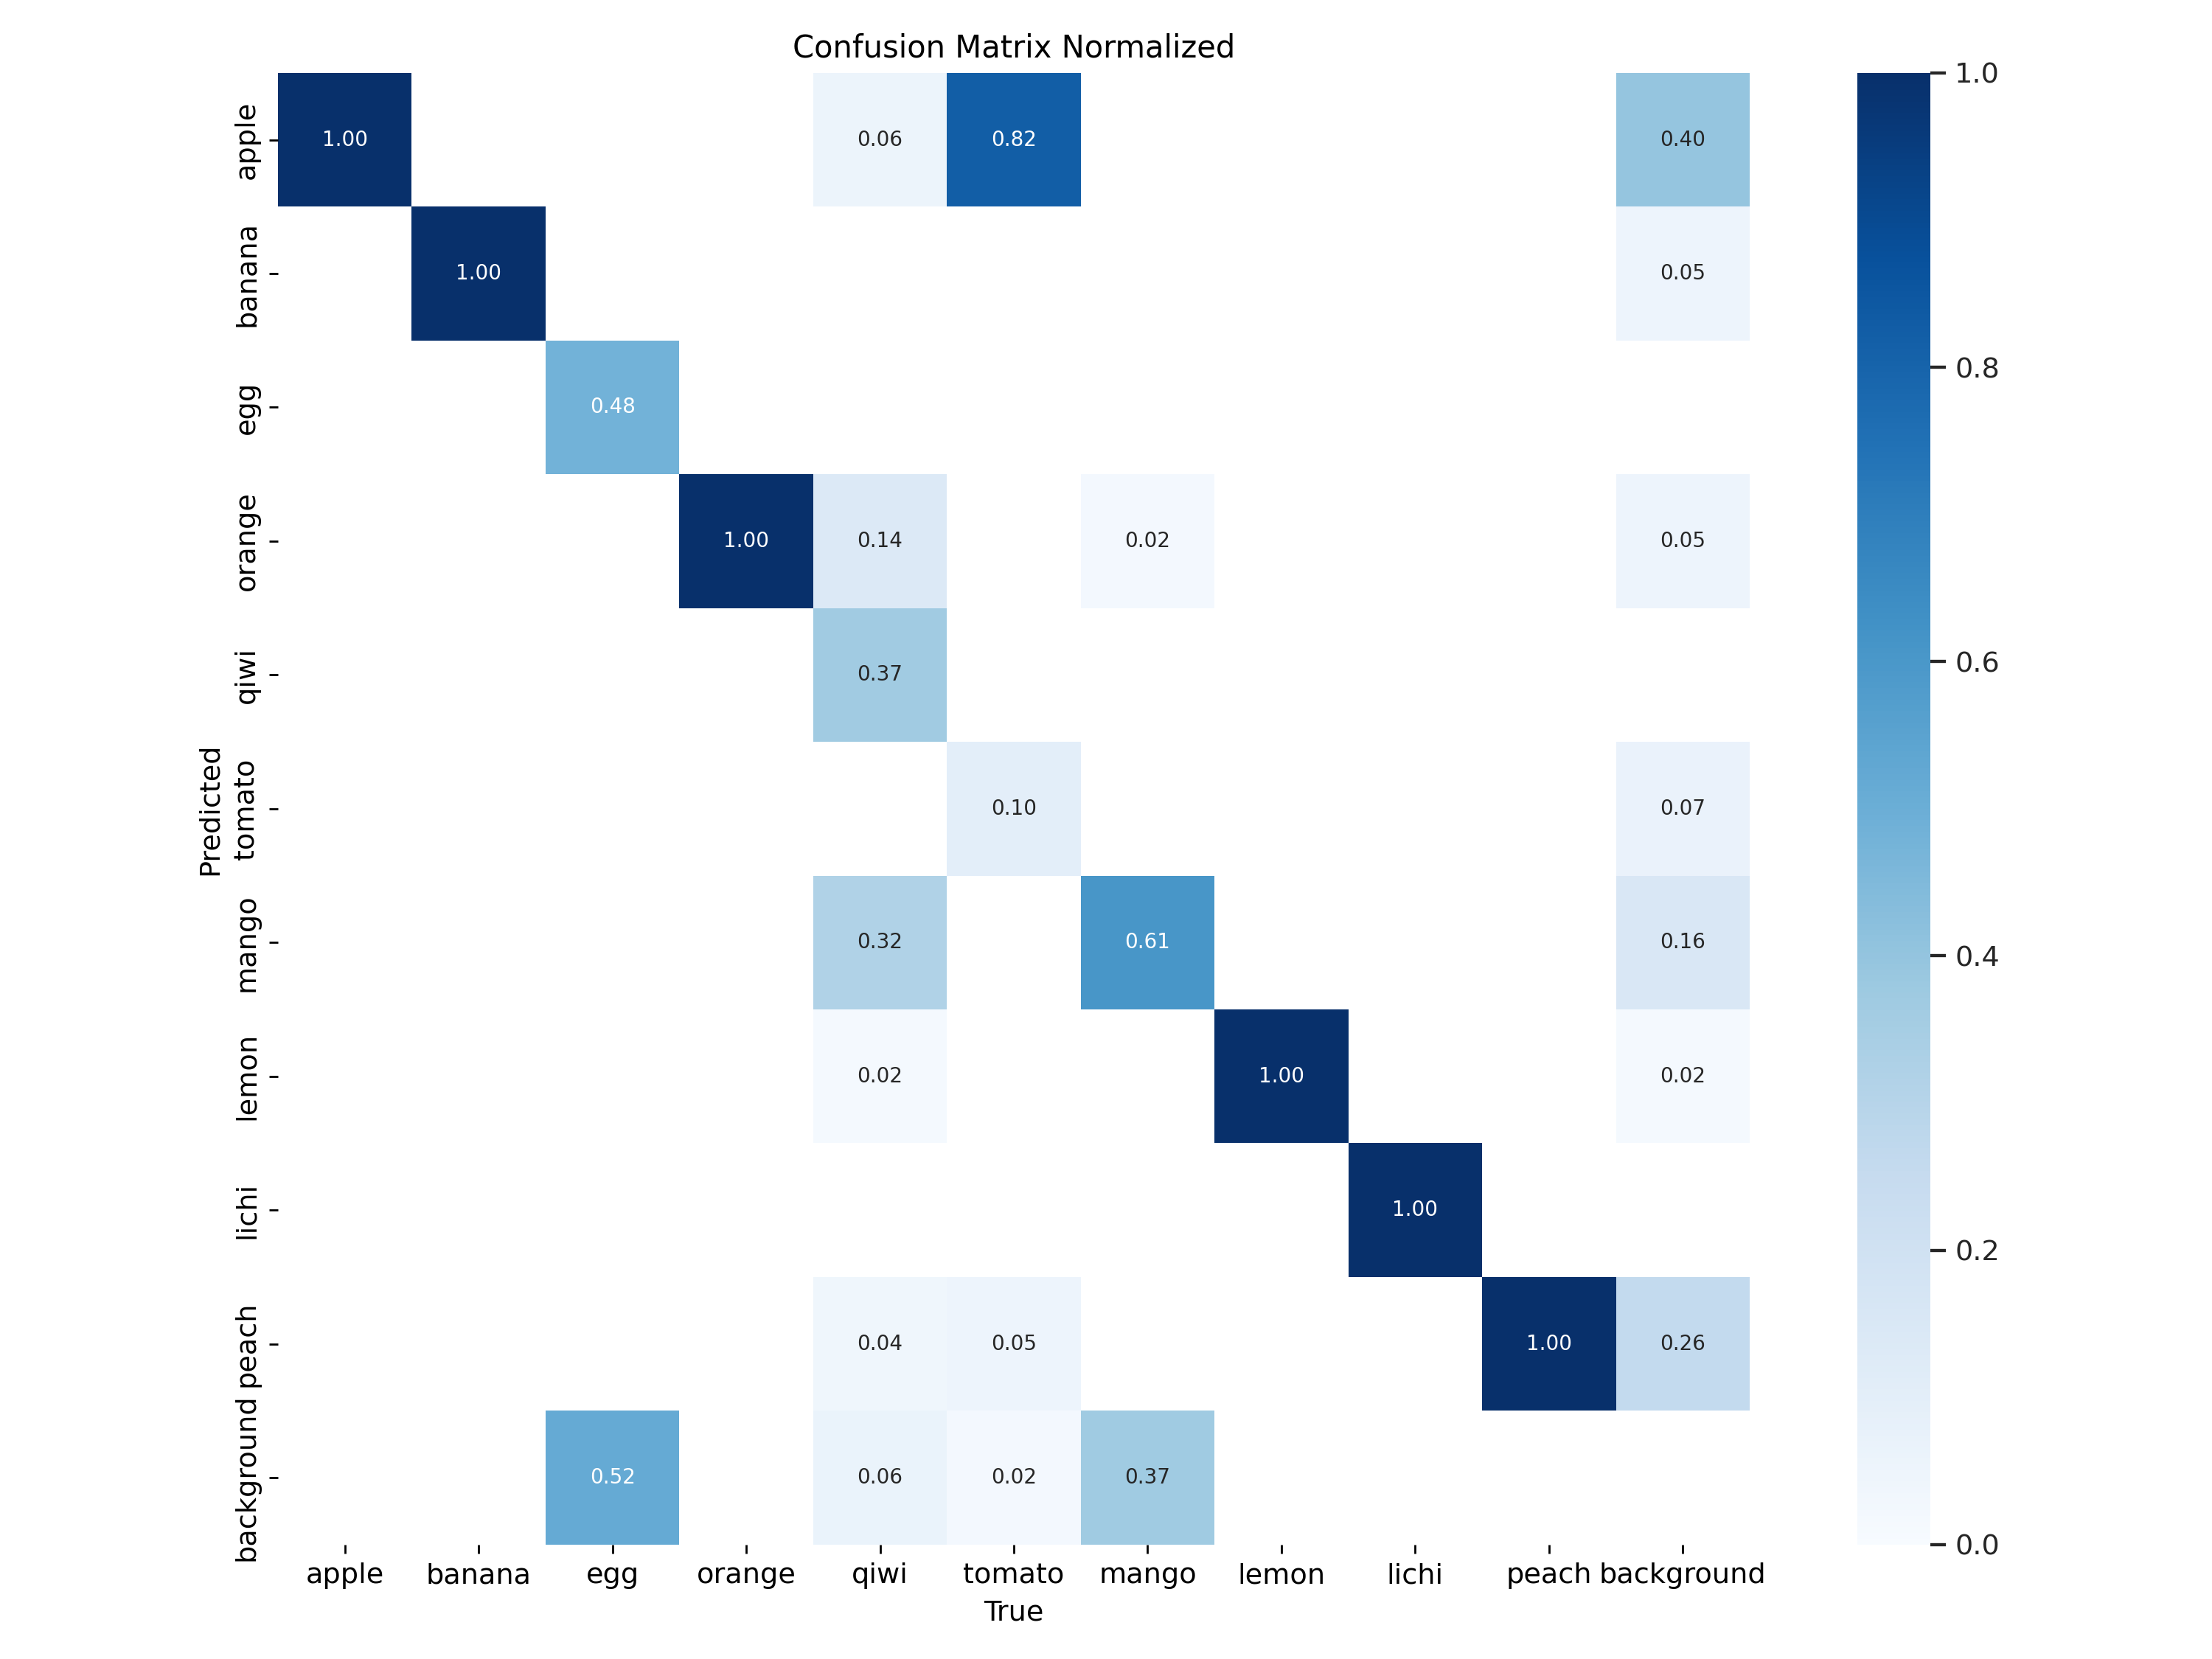 Confusion Matrix Normalized
apple 1.00 0.06 0.82 0.40
banana 1.00 0.05
egg 0.48
orange 1.00 0.14 0.02 0.05
qiwi 0.37
tomato 0.10 0.07
mango 0.32 0.61 0.16
lemon 0.02 1.00 0.02
lichi 1.00
peach 0.04 0.05 1.00 0.26
background 0.52 0.06 0.02 0.37
Predicted
apple banana egg orange qiwi tomato mango lemon lichi peach background
True
1.0
0.8
0.6
0.4
0.2
0.0